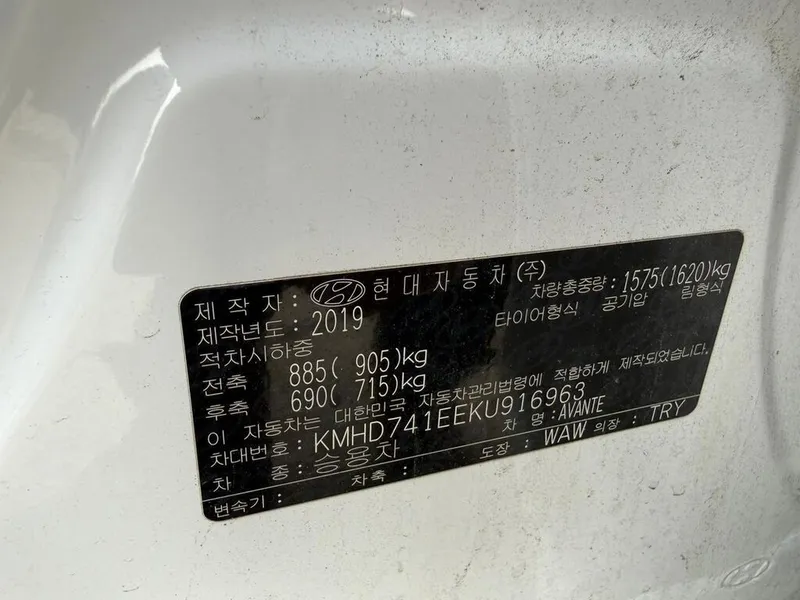 제 작 자 : 현 대 자 동 차 (주) 차량총중량 : 1575(1620)kg
제작년도 : 2019 타이어형식 공기압 림형식
적차시하중
전축 885( 905)kg
후축 690( 715)kg
이 자동차는 대한민국 자동차관리법령에 적합하게 제작되었습니다.
차대번호 : KMHD741EEKU916963
차 종 : 승용차 차 명 : AVANTE
변속기 : 차축 : 도장 : WAW 의장 : TRY